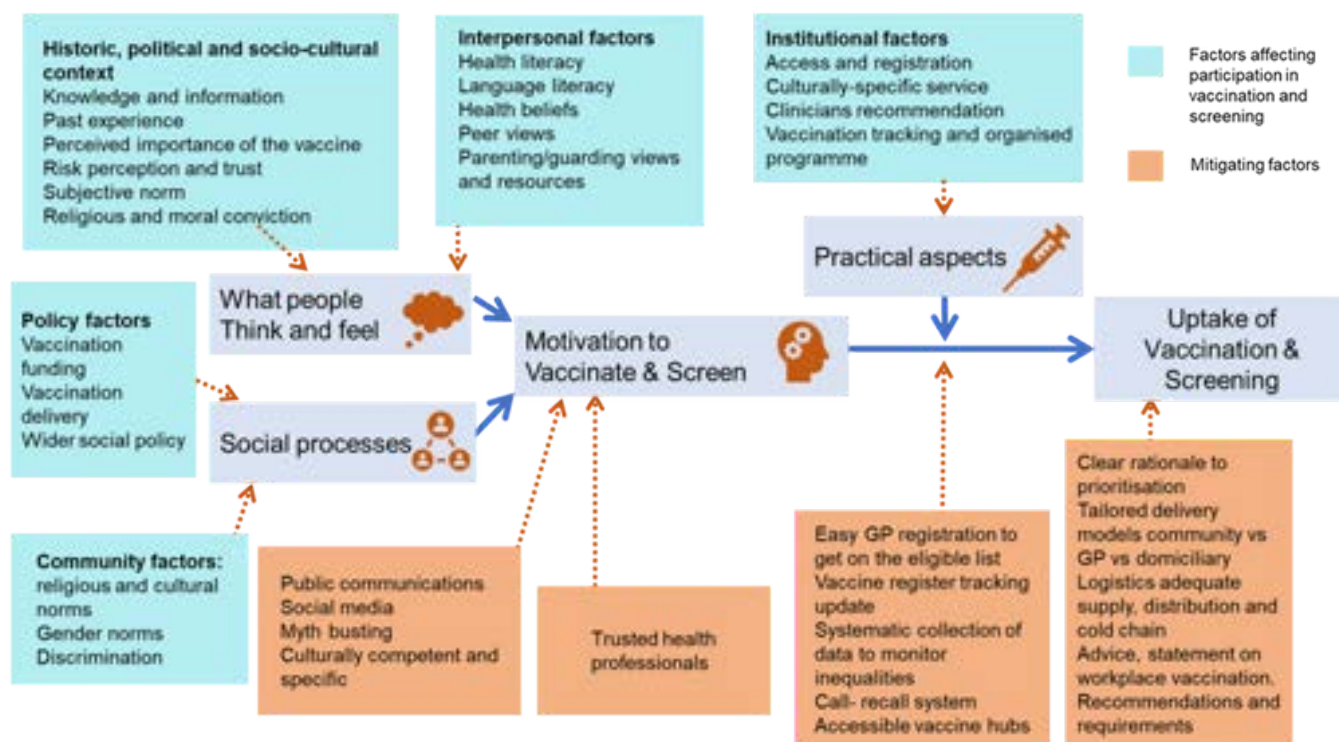 Historic, political and socio-cultural
context
Knowledge and information
Past experience
Perceived importance of the vaccine
Risk perception and trust
Subjective norm
Religious and moral conviction
Interpersonal factors
Health literacy
Language literacy
Health beliefs
Peer views
Parenting/guarding views
and resources
Institutional factors
Access and registration
Culturally-specific service
Clinicians recommendation
Vaccination tracking and organised
programme
Factors affecting
participation in
vaccination and
screening
Mitigating factors
Practical aspects
What people
Think and feel
Policy factors
Vaccination
funding
Vaccination
delivery
Wider social policy
Motivation to
Vaccinate & Screen
Uptake of
Vaccination &
Screening
Social processes
Community factors:
religious and cultural
norms
Gender norms
Discrimination
Public communications
Social media
Myth busting
Culturally competent and
specific
Trusted health
professionals
Easy GP registration to
get on the eligible list
Vaccine register tracking
update
Systematic collection of
data to monitor
inequalities
Call- recall system
Accessible vaccine hubs
Clear rationale to
prioritisation
Tailored delivery
models community vs
GP vs domiciliary
Logistics adequate
supply, distribution and
cold chain
Advice, statement on
workplace vaccination.
Recommendations and
requirements